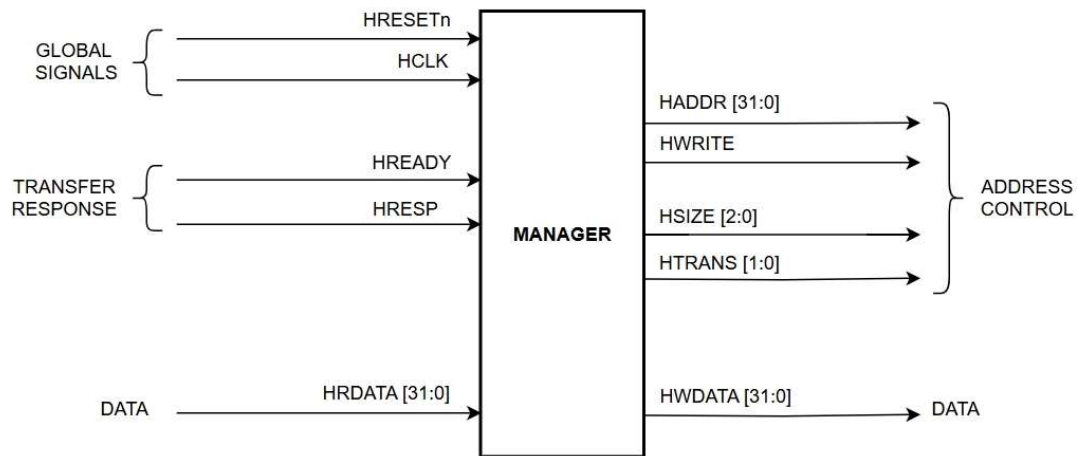 GLOBAL
SIGNALS
HRESETn
HCLK
TRANSFER
RESPONSE
HREADY
HRESP
DATA
HRDATA [31:0]
MANAGER
HADDR [31:0]
HWRITE
HSIZE [2:0]
HTRANS [1:0]
ADDRESS
CONTROL
HWDATA [31:0]
DATA